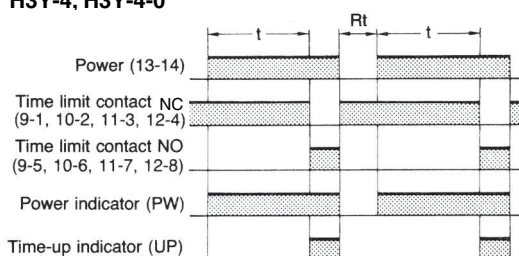 H3Y-4, H3Y-4-0
t Rt t
Power (13-14)
Time limit contact NC
(9-1, 10-2, 11-3, 12-4)
Time limit contact NO
(9-5, 10-6, 11-7, 12-8)
Power indicator (PW)
Time-up indicator (UP)